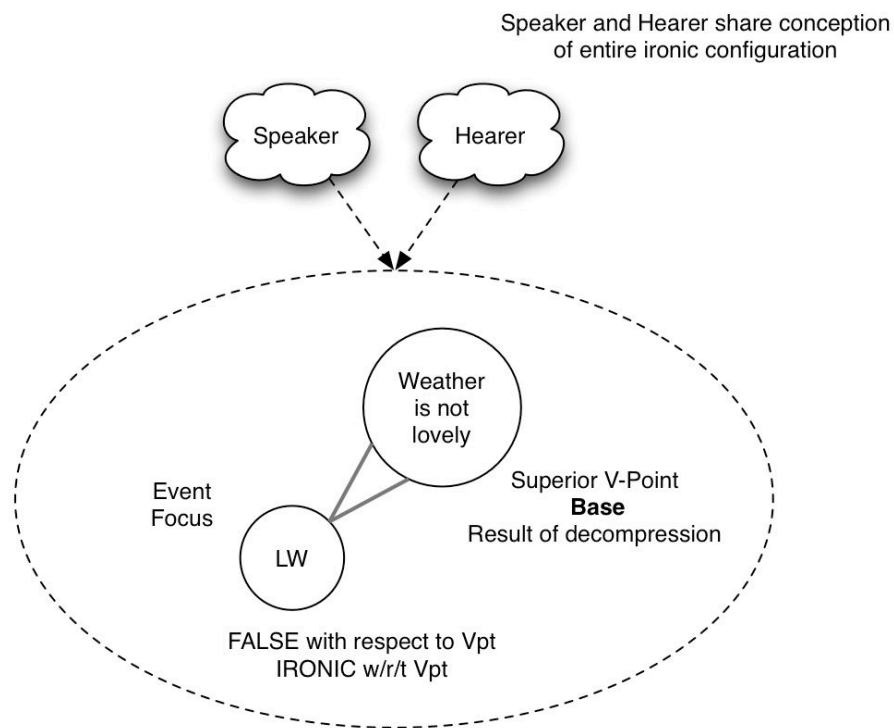 Speaker and Hearer share conception
of entire ironic configuration
Speaker
Hearer
Weather
is not
lovely
Event
Focus
Superior V-Point
Base
Result of decompression
LW
FALSE with respect to Vpt
IRONIC w/r/t Vpt